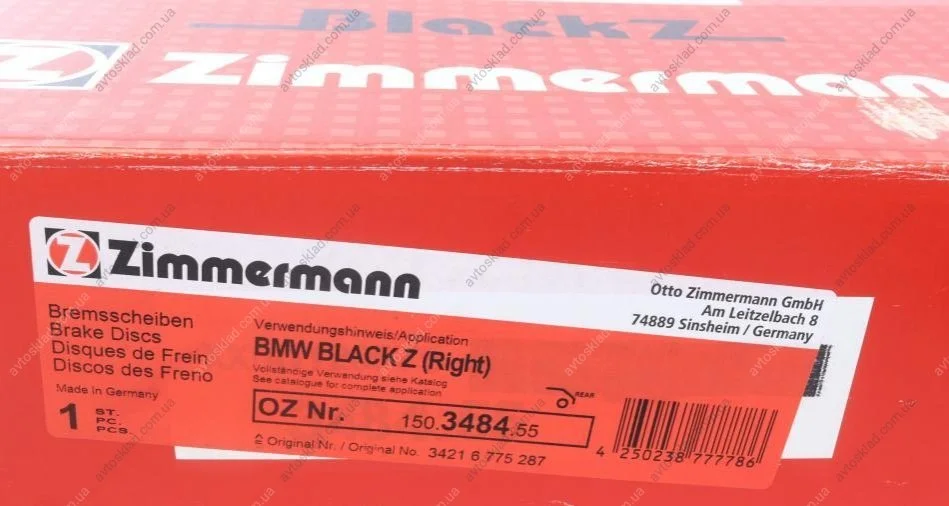 BlackZ
Z Zimmermann
Z Zimmermann
Otto Zimmermann GmbH
Am Leitzelbach 8
74889 Sinsheim / Germany
Bremsscheiben
Brake Discs
Disques de Frein
Discos des Freno
Made in Germany
1 ST.
PC.
PCS.
Verwendungshinweis/Application
BMW BLACK Z (Right)
Vollständige Verwendung siehe Katalog
See catalogue for complete application
REAR
OZ Nr. 150.3484.55
≙ Original Nr. / Original No. 3421 6 775 287
4 250238 777786
avtosklad.com.ua